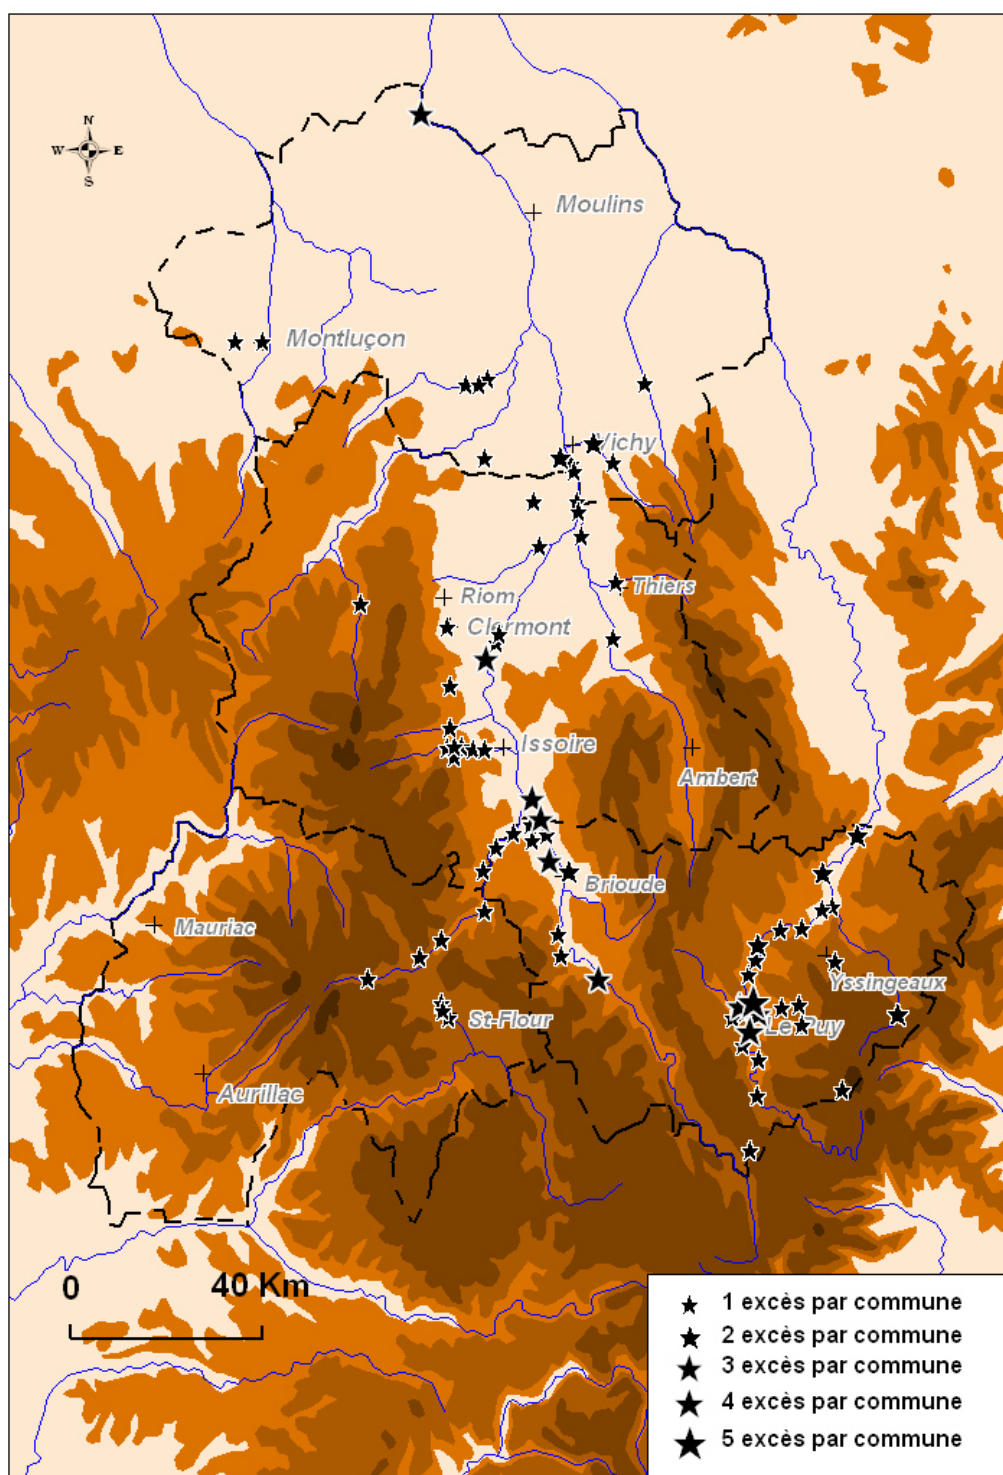 N
W E
S
Moulins
Montluçon
Vichy
Riom
Thiers
Clermont
Issoire
Ambert
Brioude
Mauriac
Yssingeaux
St-Flour
Le Puy
Aurillac
0 40 Km
1 excès par commune
2 excès par commune
3 excès par commune
4 excès par commune
5 excès par commune